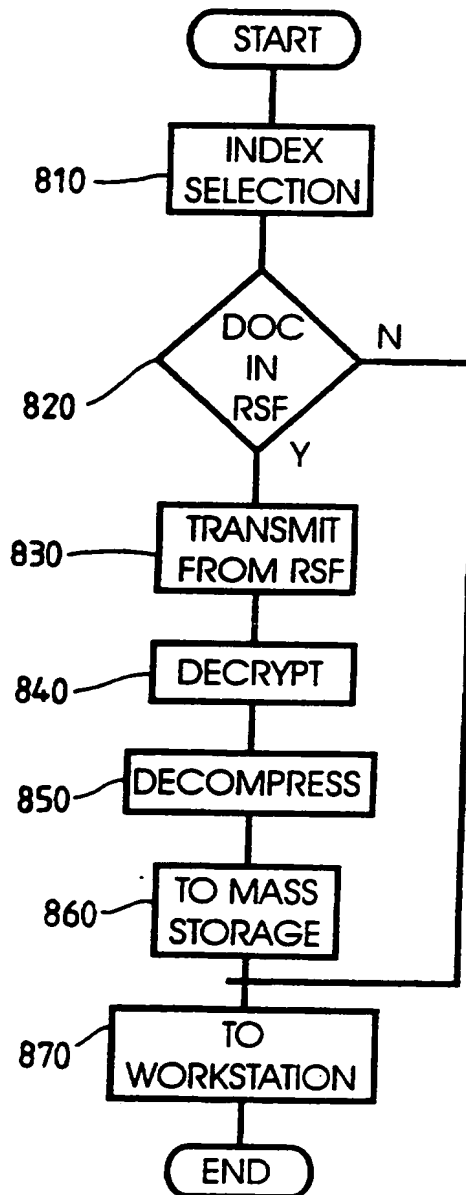 START
810
INDEX
SELECTION
820
DOC
IN
RSF
N
Y
830
TRANSMIT
FROM RSF
840
DECRYPT
850
DECOMPRESS
860
TO MASS
STORAGE
870
TO
WORKSTATION
END